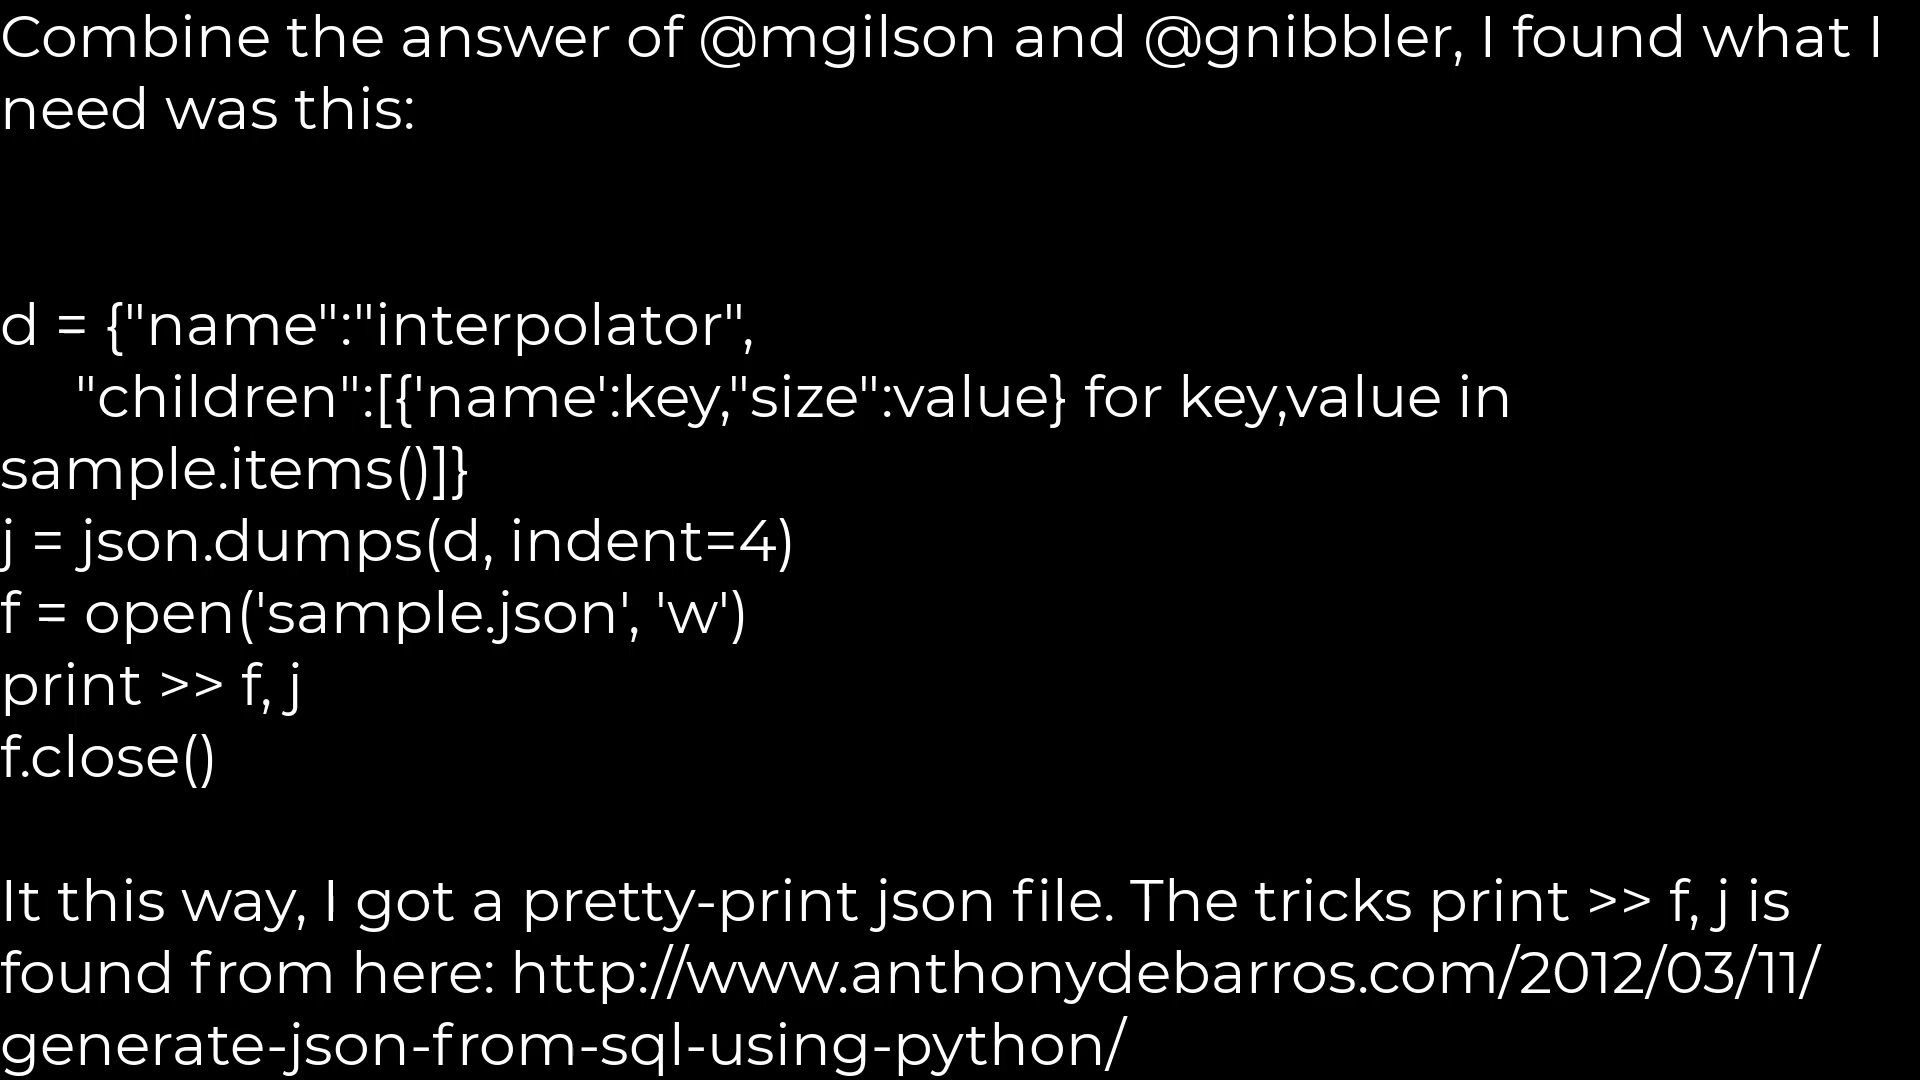 Combine the answer of @mgilson and @gnibbler, I found what I
need was this:
d = {"name":"interpolator",
"children":[{'name':key,"size":value} for key,value in
sample.items()]}
j = json.dumps(d, indent=4)
f = open('sample.json', 'w')
print >> f, j
f.close()
It this way, I got a pretty-print json file. The tricks print >> f, j is
found from here: http://www.anthonydebarros.com/2012/03/11/
generate-json-from-sql-using-python/